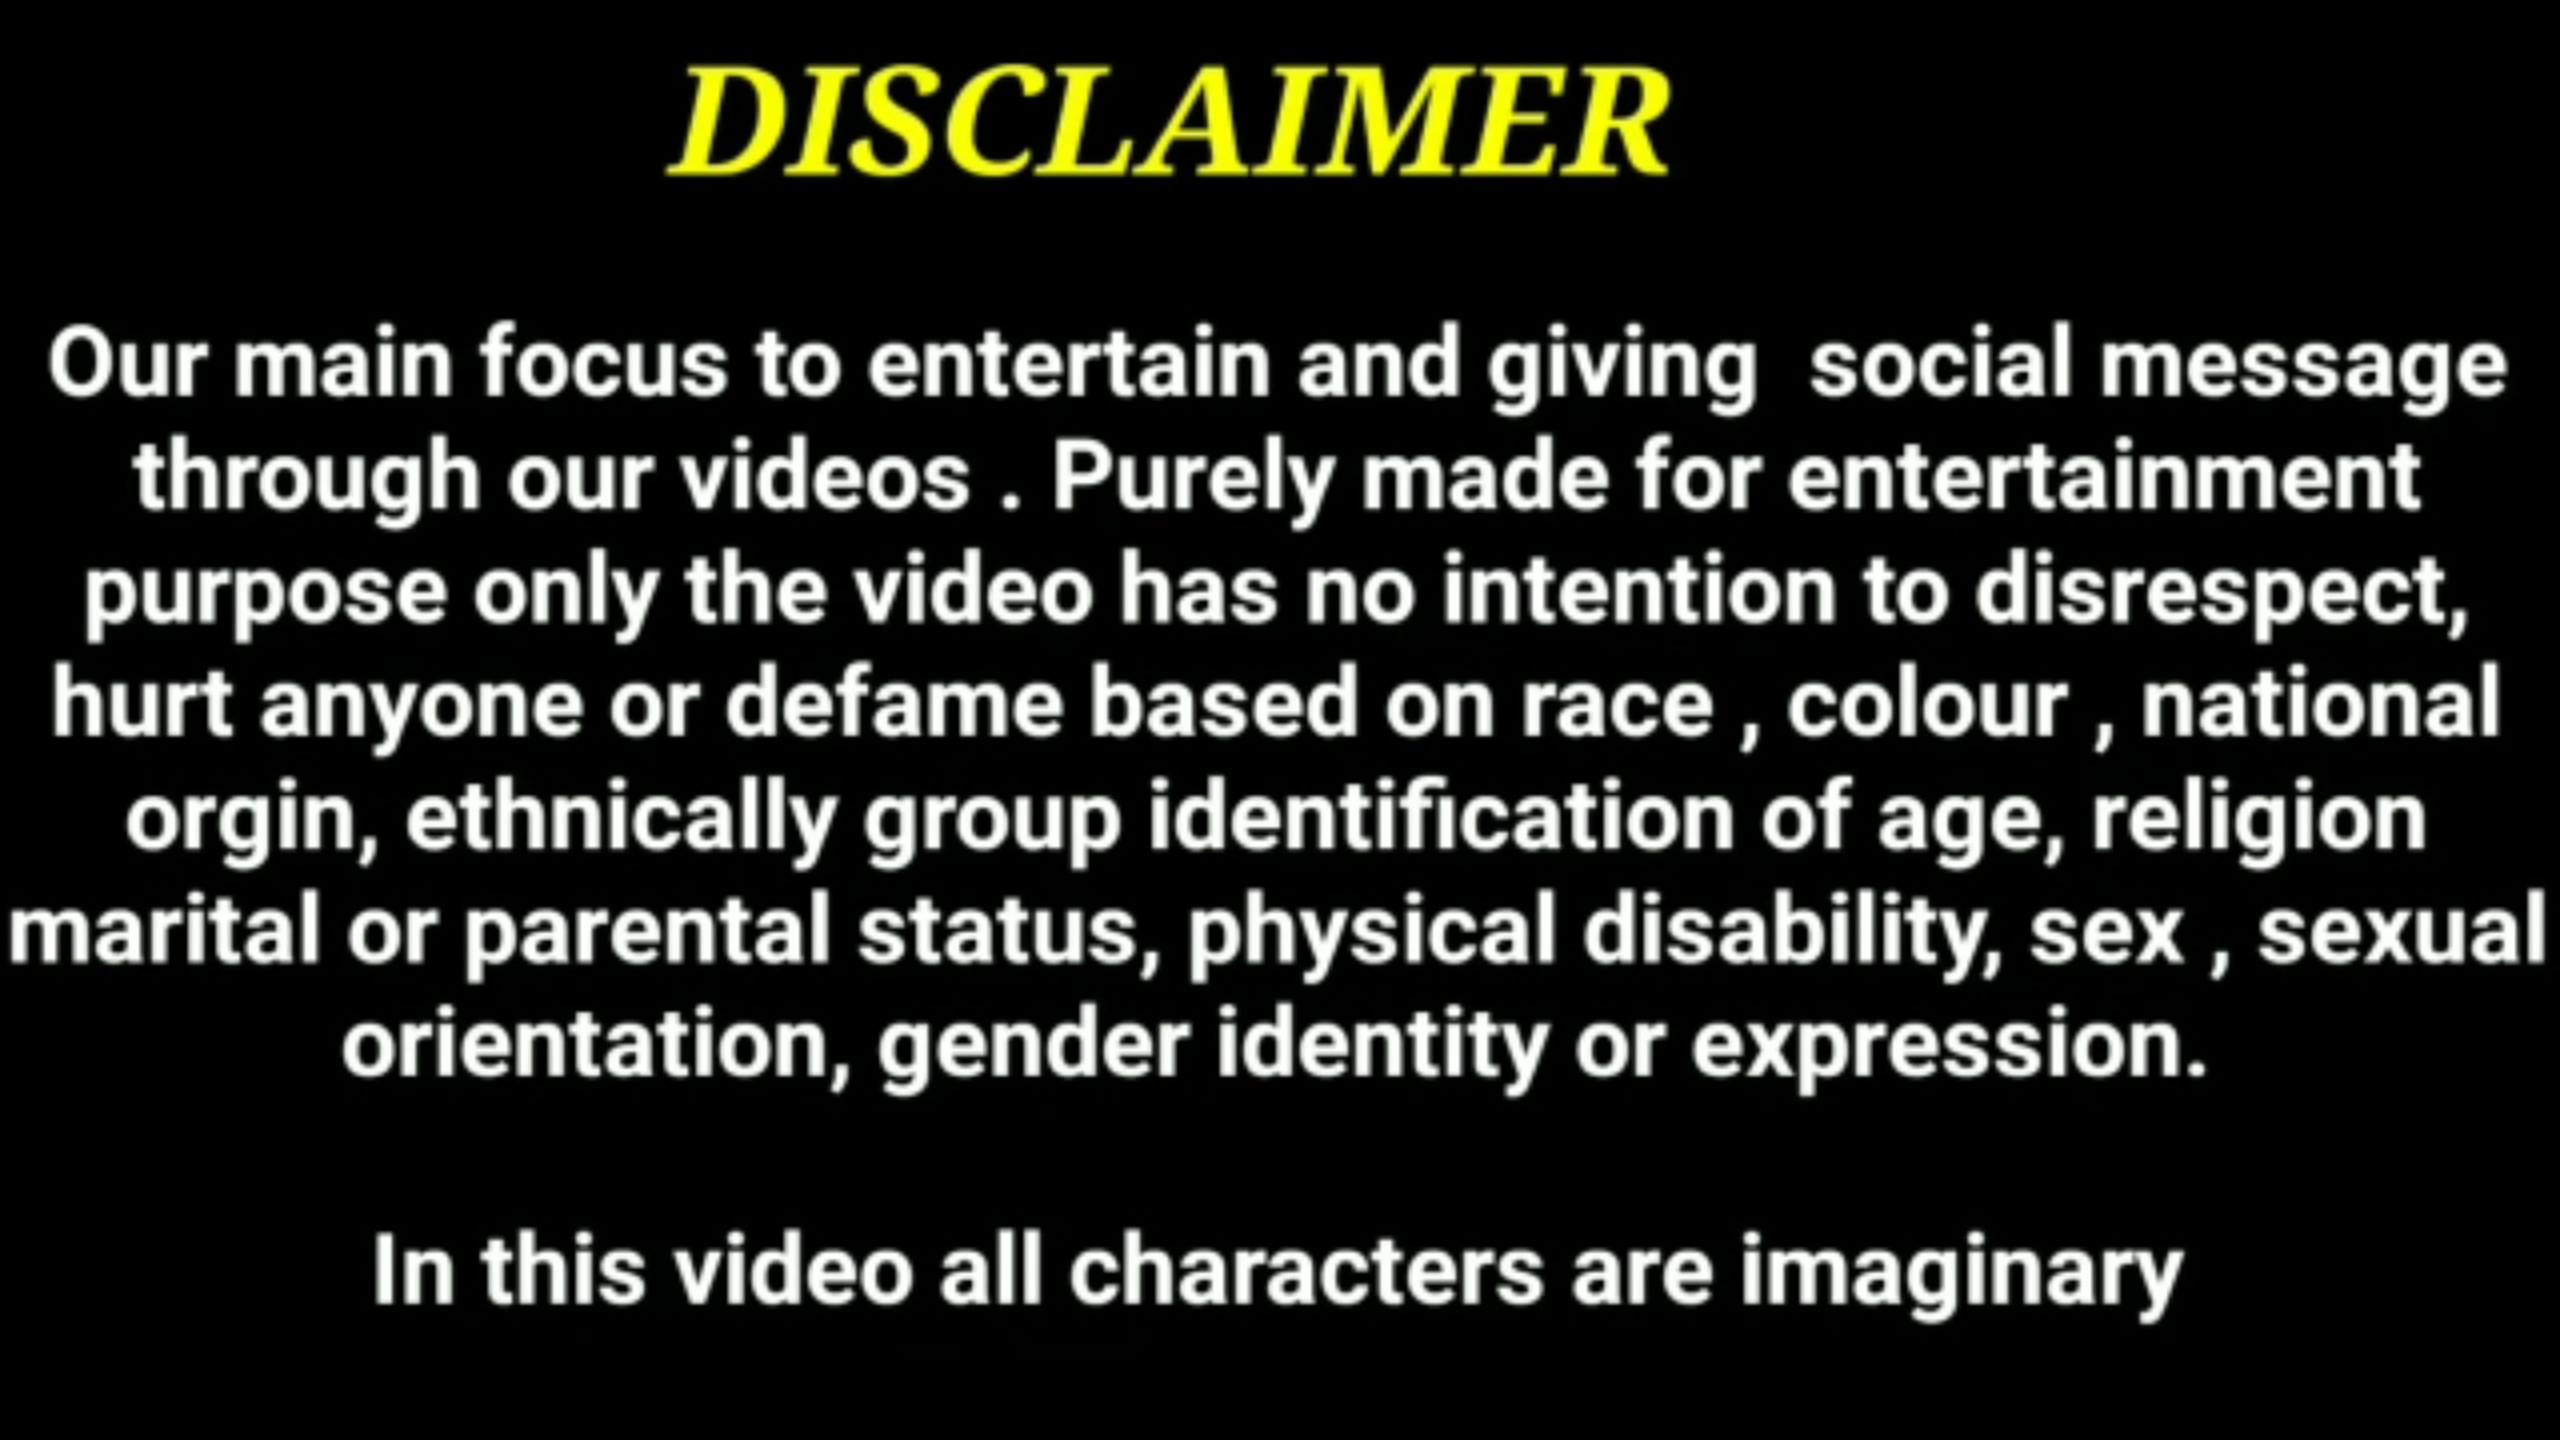 DISCLAIMER
Our main focus to entertain and giving  social message
through our videos . Purely made for entertainment
purpose only the video has no intention to disrespect,
hurt anyone or defame based on race , colour , national
orgin, ethnically group identification of age, religion
marital or parental status, physical disability, sex , sexual
orientation, gender identity or expression.
In this video all characters are imaginary